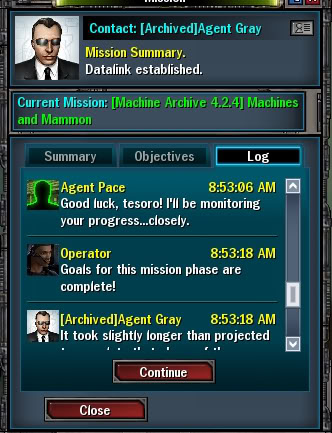 Mission
Contact: [Archived]Agent Gray
Mission Summary.
Datalink established.
Current Mission: [Machine Archive 4.2.4] Machines
and Mammon
Summary Objectives Log
Agent Pace 8:53:06 AM
Good luck, tesoro! I'll be monitoring
your progress...closely.
Operator 8:53:18 AM
Goals for this mission phase are
complete!
[Archived]Agent Gray 8:53:18 AM
It took slightly longer than projected
Continue
Close